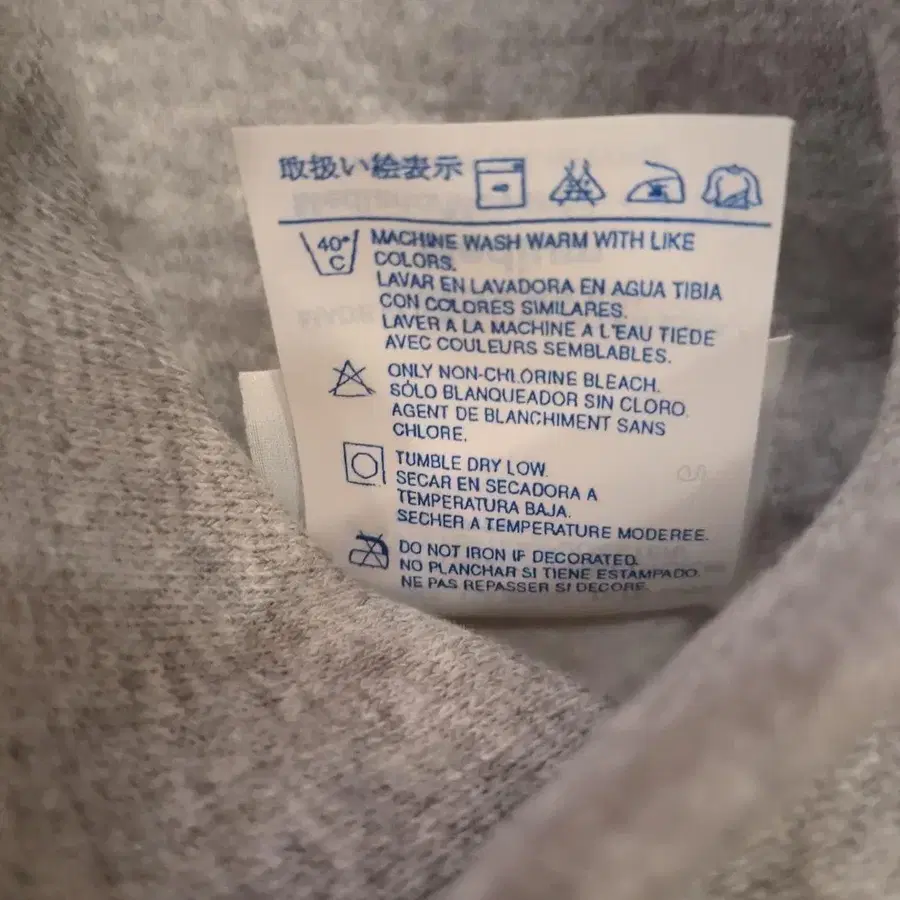 取扱い絵表示
40°
C
MACHINE WASH WARM WITH LIKE
COLORS.
LAVAR EN LAVADORA EN AGUA TIBIA
CON COLORES SIMILARES.
LAVER A LA MACHINE A L'EAU TIEDE
AVEC COULEURS SEMBLABLES.
ONLY NON-CHLORINE BLEACH.
SÓLO BLANQUEADOR SIN CLORO.
AGENT DE BLANCHIMENT SANS
CHLORE.
TUMBLE DRY LOW.
SECAR EN SECADORA A
TEMPERATURA BAJA.
SECHER A TEMPERATURE MODEREE.
DO NOT IRON IF DECORATED.
NO PLANCHAR SI TIENE ESTAMPADO.
NE PAS REPASSER SI DECORE.